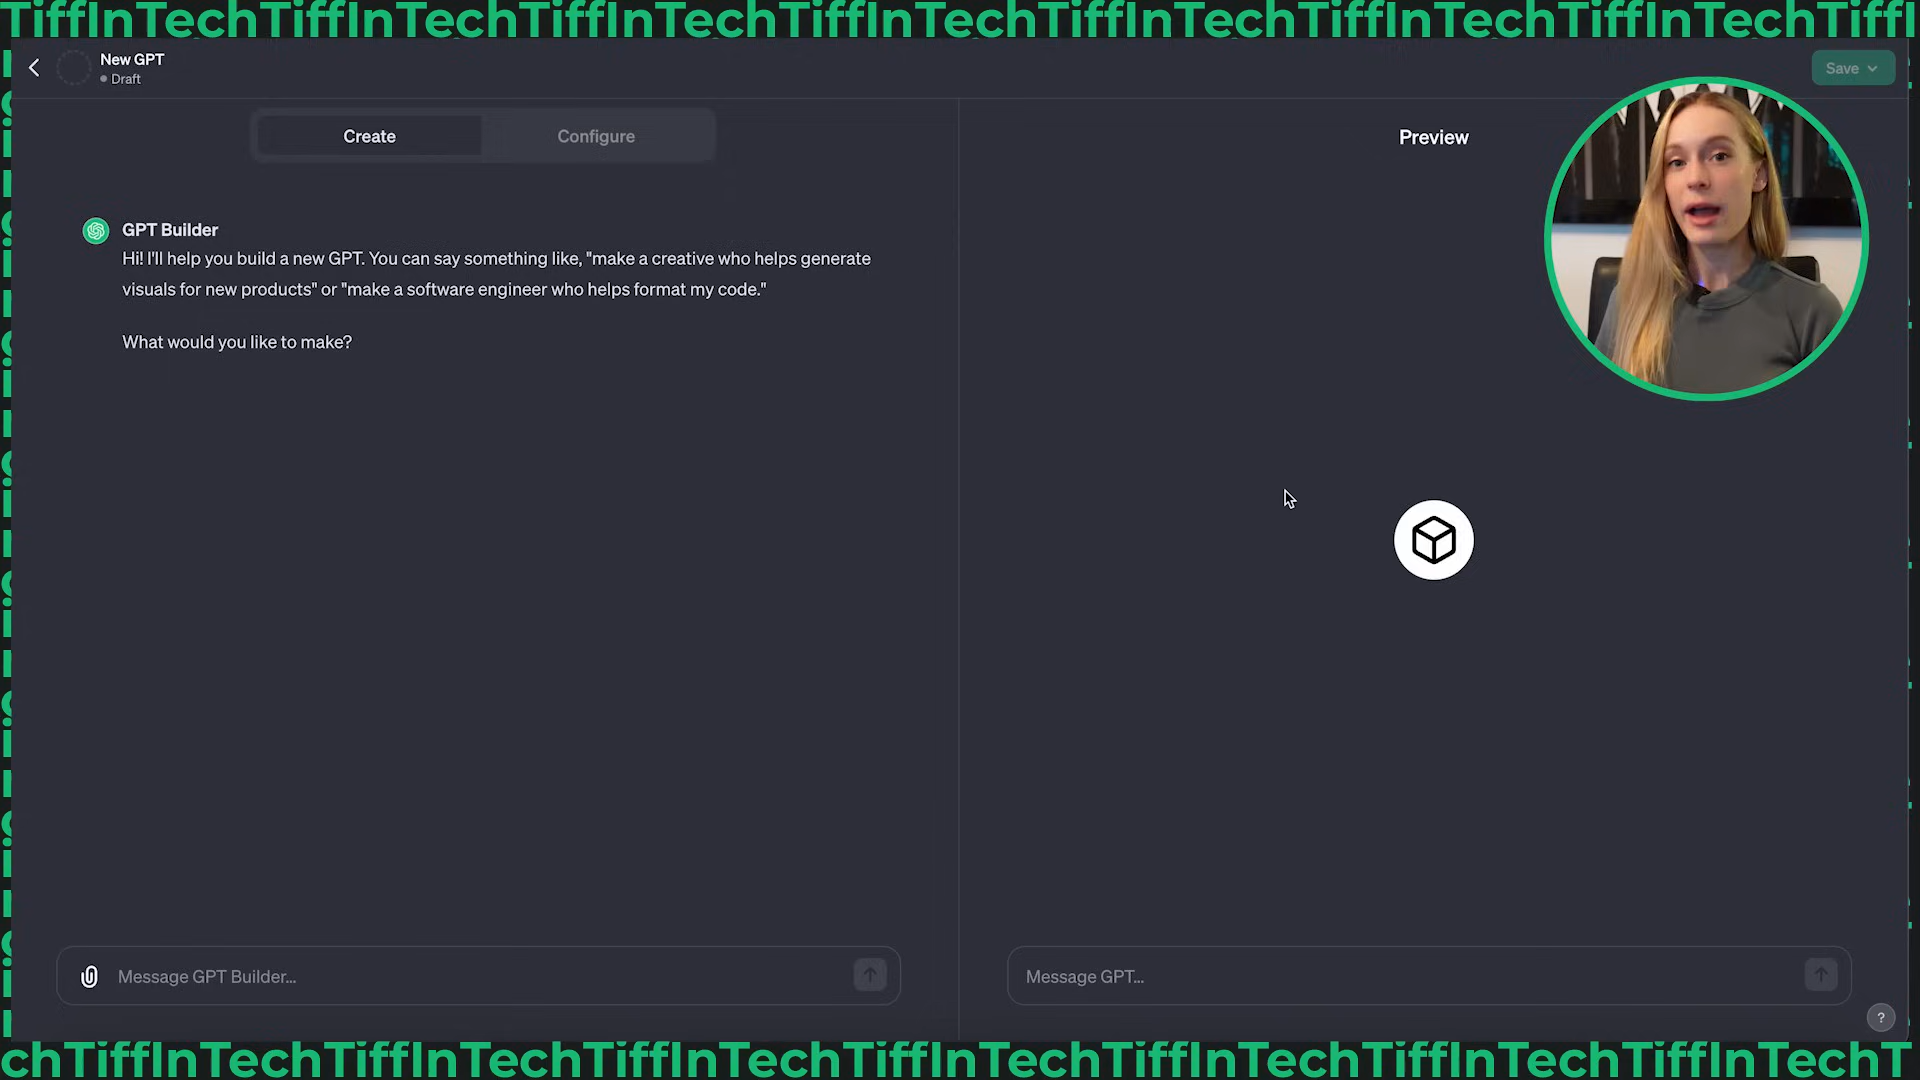 TiffInTechTiffInTechTiffInTechTiffInTechTiffInTechTiffInTechTiffInTechTiffInTechTiffInTechTiffInTechTiffInTechTiffInTechTiffInTechTiffInTechTiffI
New GPT
Draft
Save
Create
Configure
Preview
GPT Builder
Hi! I'll help you build a new GPT. You can say something like, "make a creative who helps generate
visuals for new products" or "make a software engineer who helps format my code."
What would you like to make?
Message GPT Builder...
Message GPT...
?
chTiffInTechTiffInTechTiffInTechTiffInTechTiffInTechTiffInTechTiffInTechTiffInTechTiffInTechTiffInTechTiffInTechTiffInTechTiffInTechTiffInTechT